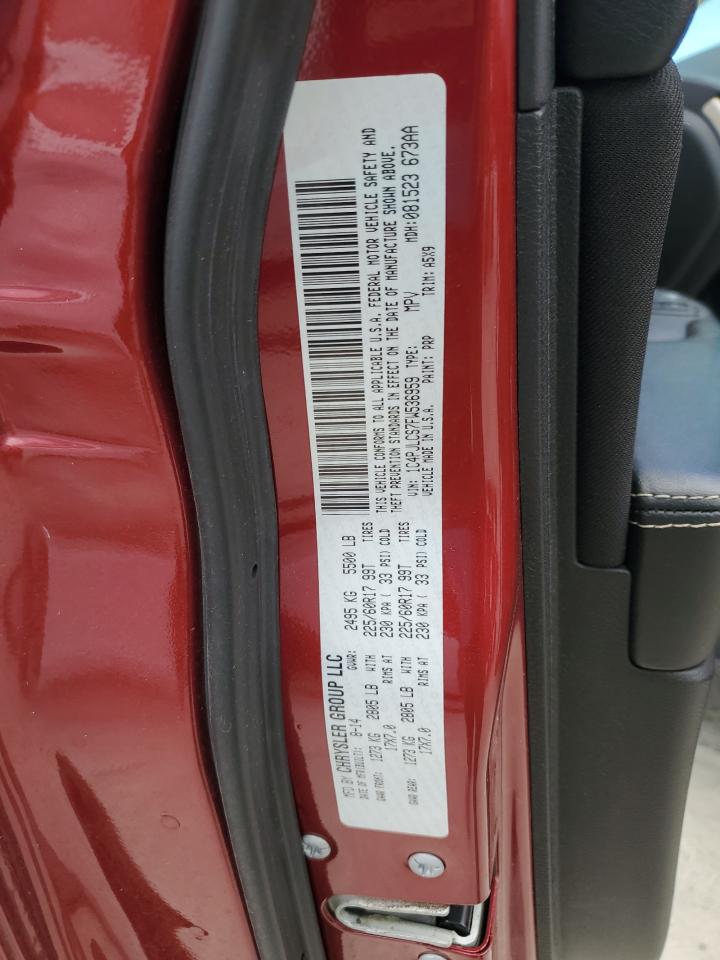 MFD BY CHRYSLER GROUP LLC
DATE OF MFR(BUILT): 8-14 GVWR: 2495 KG 5500 LB
GAWR FRONT: 1273 KG 2805 LB WITH 225/60R17 99T TIRES
17X7.0 RIMS AT 230 KPA ( 33 PSI) COLD
GAWR REAR: 1273 KG 2805 LB WITH 225/60R17 99T TIRES
17X7.0 RIMS AT 230 KPA ( 33 PSI) COLD
THIS VEHICLE CONFORMS TO ALL APPLICABLE U.S.A. FEDERAL MOTOR VEHICLE SAFETY AND
THEFT PREVENTION STANDARDS IN EFFECT ON THE DATE OF MANUFACTURE SHOWN ABOVE.
VIN: 1C4PJLCS7FW536959 TYPE: MPV MDH:081523 673AA
VEHICLE MADE IN U.S.A. PAINT: PRP TRIM: A5X9